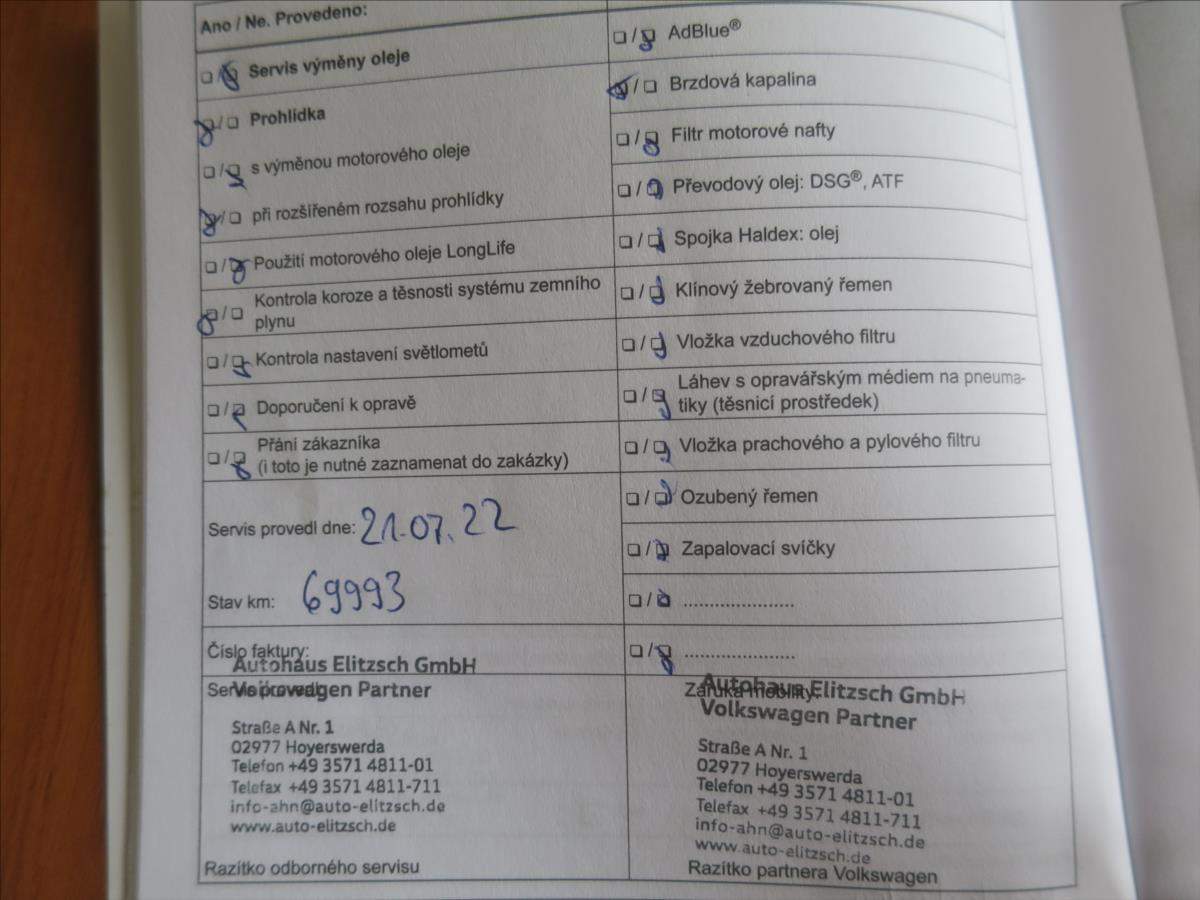 Ano / Ne. Provedeno:
❏ / ❏ Servis výměny oleje
❏ / ❏ Prohlídka
❏ / ❏ s výměnou motorového oleje
❏ / ❏ při rozšířeném rozsahu prohlídky
❏ / ❏ Použití motorového oleje LongLife
❏ / ❏ Kontrola koroze a těsnosti systému zemního
plynu
❏ / ❏ Kontrola nastavení světlometů
❏ / ❏ Doporučení k opravě
❏ / ❏ Přání zákazníka
(i toto je nutné zaznamenat do zakázky)
Servis provedl dne: 21.07.22
Stav km: 69993
Číslo faktury:
Autohaus Elitzsch GmbH
Volkswagen Partner
Straße A Nr. 1
02977 Hoyerswerda
Telefon +49 3571 4811-01
Telefax +49 3571 4811-711
info-ahn@auto-elitzsch.de
www.auto-elitzsch.de
Razítko odborného servisu
❏ / ❏ AdBlue®
❏ / ❏ Brzdová kapalina
❏ / ❏ Filtr motorové nafty
❏ / ❏ Převodový olej: DSG®, ATF
❏ / ❏ Spojka Haldex: olej
❏ / ❏ Klínový žebrovaný řemen
❏ / ❏ Vložka vzduchového filtru
❏ / ❏ Láhev s opravářským médiem na pneuma-
tiky (těsnicí prostředek)
❏ / ❏ Vložka prachového a pylového filtru
❏ / ❏ Ozubený řemen
❏ / ❏ Zapalovací svíčky
❏ / ❏ .....................
❏ / ❏ .....................
Záruka mobility:
Autohaus Elitzsch GmbH
Volkswagen Partner
Straße A Nr. 1
02977 Hoyerswerda
Telefon +49 3571 4811-01
Telefax +49 3571 4811-711
info-ahn@auto-elitzsch.de
www.auto-elitzsch.de
Razítko partnera Volkswagen